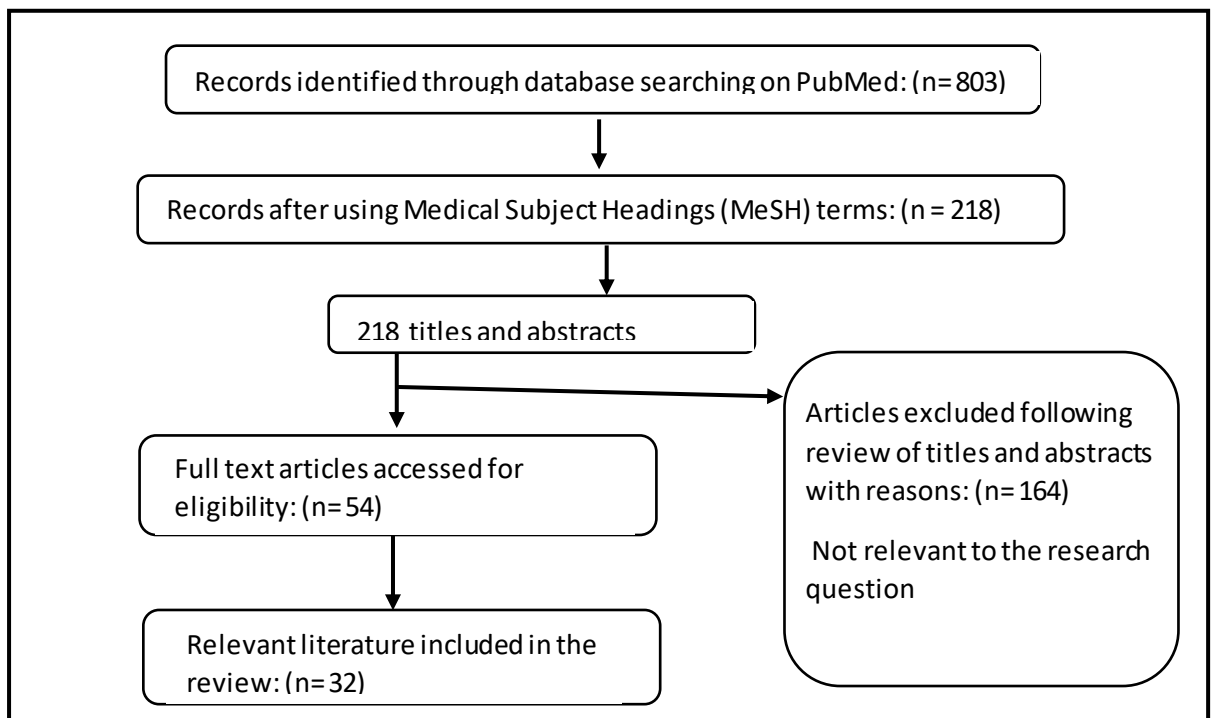 Records identified through database searching on PubMed: (n= 803)
Records after using Medical Subject Headings (MeSH) terms: (n = 218)
218 titles and abstracts
Articles excluded following
review of titles and abstracts
with reasons: (n= 164)
Not relevant to the research
question
Full text articles accessed for
eligibility: (n= 54)
Relevant literature included in the
review: (n= 32)